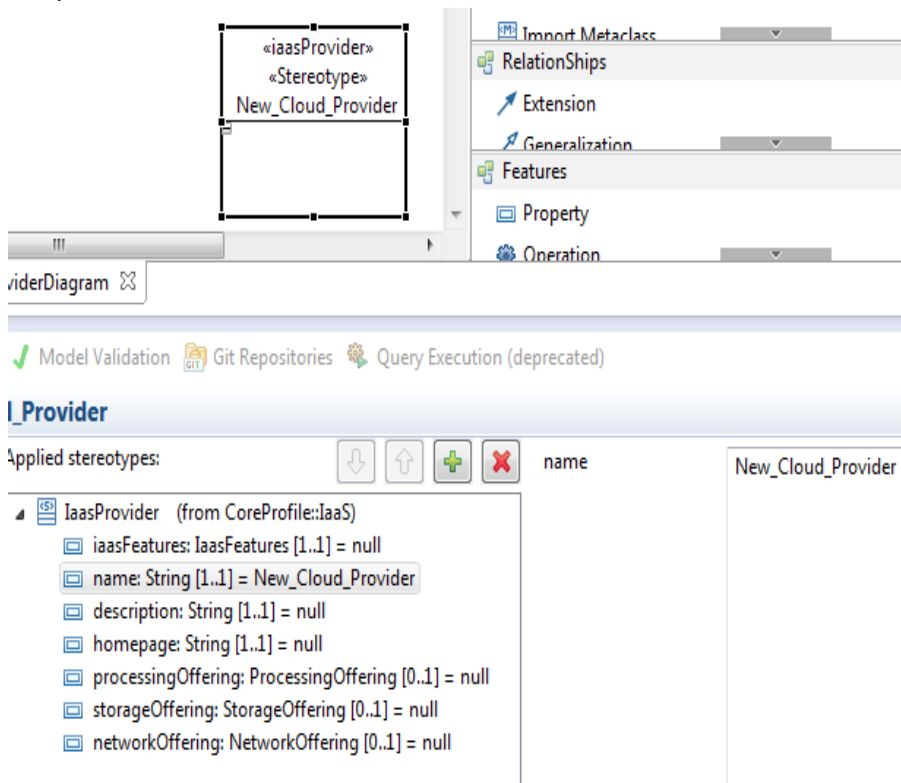 «iaasProvider»
«Stereotype»
New_Cloud_Provider
Import Metaclass
RelationShips
Extension
Generalization
Features
Property
Operation
viderDiagram
Model Validation
GIT
Git Repositories
Query Execution (deprecated)
l_Provider
Applied stereotypes:
name
New_Cloud_Provider
IaasProvider (from CoreProfile::IaaS)
iaasFeatures: IaasFeatures [1..1] = null
name: String [1..1] = New_Cloud_Provider
description: String [1..1] = null
homepage: String [1..1] = null
processingOffering: ProcessingOffering [0..1] = null
storageOffering: StorageOffering [0..1] = null
networkOffering: NetworkOffering [0..1] = null